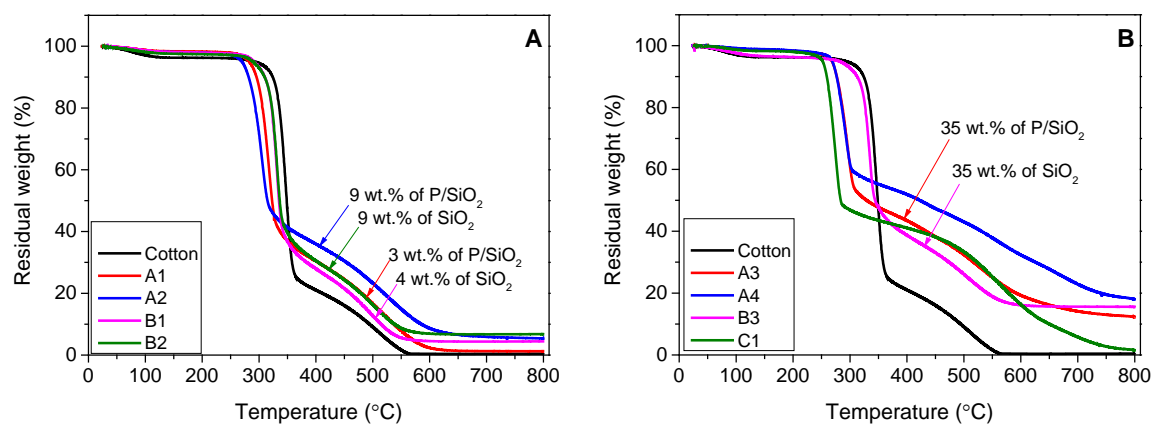 A
Residual weight (%)
100
80
60
40
20
0
9 wt.% of P/SiO₂
9 wt.% of SiO₂
3 wt.% of P/SiO₂
4 wt.% of SiO₂
Cotton
A1
A2
B1
B2
0 100 200 300 400 500 600 700 800
Temperature (°C)
B
Residual weight (%)
100
80
60
40
20
0
35 wt.% of P/SiO₂
35 wt.% of SiO₂
Cotton
A3
A4
B3
C1
0 100 200 300 400 500 600 700 800
Temperature (°C)